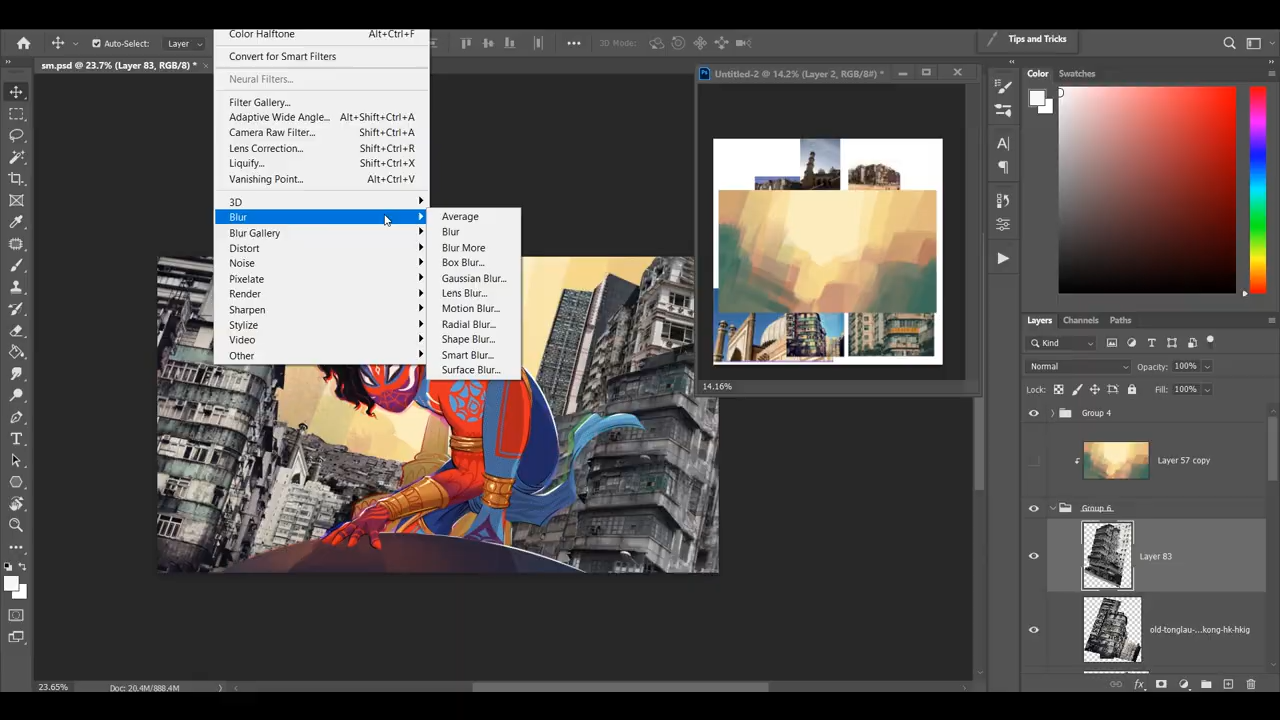 Color Halftone Alt+Ctrl+F
Convert for Smart Filters
Neural Filters...
Filter Gallery...
Adaptive Wide Angle... Alt+Shift+Ctrl+A
Camera Raw Filter... Shift+Ctrl+A
Lens Correction... Shift+Ctrl+R
Liquify... Shift+Ctrl+X
Vanishing Point... Alt+Ctrl+V
3D
Blur
Blur Gallery
Distort
Noise
Pixelate
Render
Sharpen
Stylize
Video
Other
Average
Blur
Blur More
Box Blur...
Gaussian Blur...
Lens Blur...
Motion Blur...
Radial Blur...
Shape Blur...
Smart Blur...
Surface Blur...
Auto-Select: Layer
3D Mode:
Tips and Tricks
sm.psd @ 23.7% (Layer 83, RGB/8) *
Untitled-2 @ 14.2% (Layer 2, RGB/8#) *
14.16%
Color Swatches
Layers Channels Paths
Kind
Normal Opacity: 100%
Lock: Fill: 100%
Group 4
Layer 57 copy
Group 6
Layer 83
old-tonglau-...kong-hk-hkig
23.65% Doc: 20.4M/888.4M